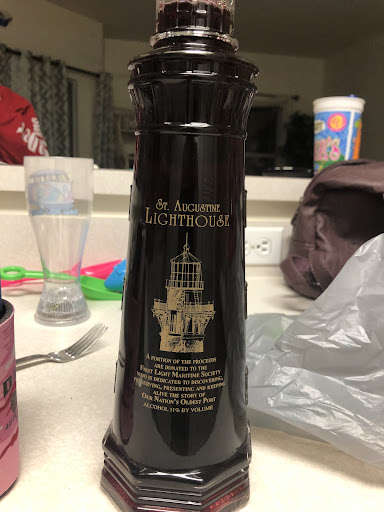 St. Augustine
Lighthouse
A portion of the proceeds
are donated to the
First Light Maritime Society
who is dedicated to discovering,
preserving, presenting and keeping
alive the story of
Our Nation's Oldest Port
Alcohol 11% by volume